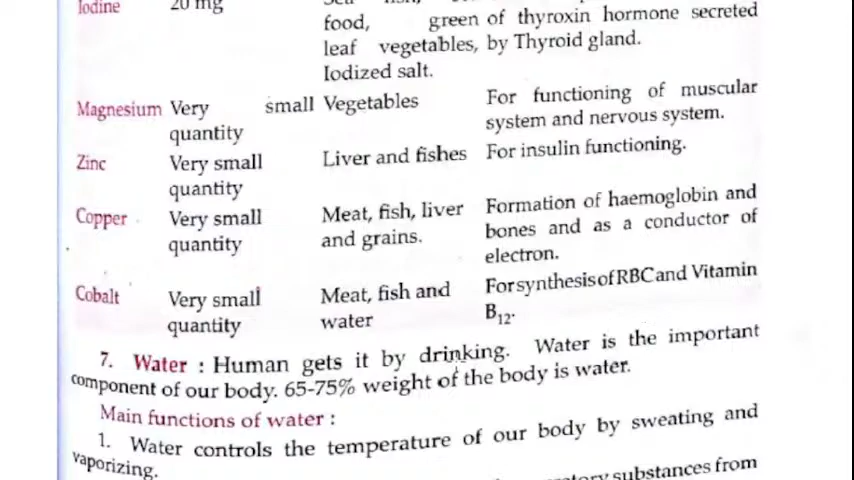 Iodine 20 mg
food, green of thyroxin hormone secreted
leaf vegetables, by Thyroid gland.
Iodized salt.
Magnesium Very small Vegetables For functioning of muscular
quantity system and nervous system.
Zinc Very small Liver and fishes For insulin functioning.
quantity
Copper Very small Meat, fish, liver Formation of haemoglobin and
quantity and grains. bones and as a conductor of
electron.
Cobalt Very small Meat, fish and For synthesis of RBC and Vitamin
quantity water B12.
7. Water : Human gets it by drinking. Water is the important
component of our body. 65-75% weight of the body is water.
Main functions of water :
1. Water controls the temperature of our body by sweating and
vaporizing.
substances from